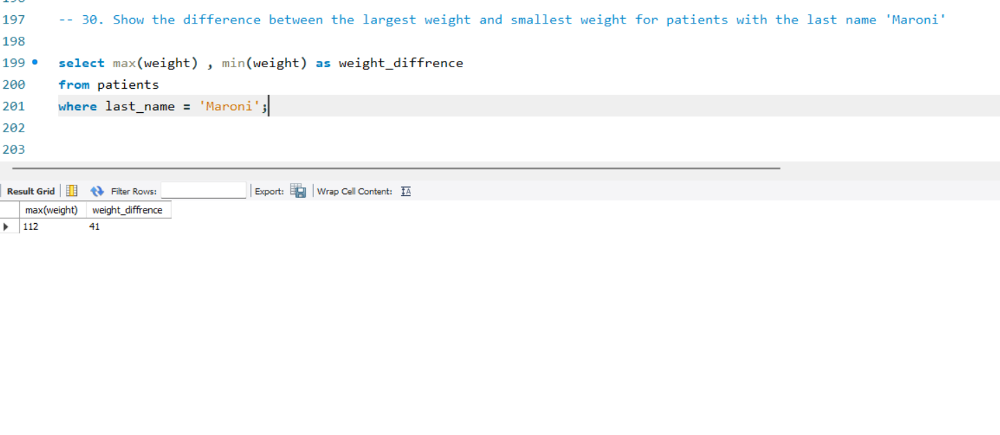 197 -- 30. Show the difference between the largest weight and smallest weight for patients with the last name 'Maroni'
198
199 select max(weight) , min(weight) as weight_diffrence
200 from patients
201 where last_name = 'Maroni';
202
203
Result Grid Filter Rows: Export: Wrap Cell Content: IA
max(weight) weight_diffrence
112 41